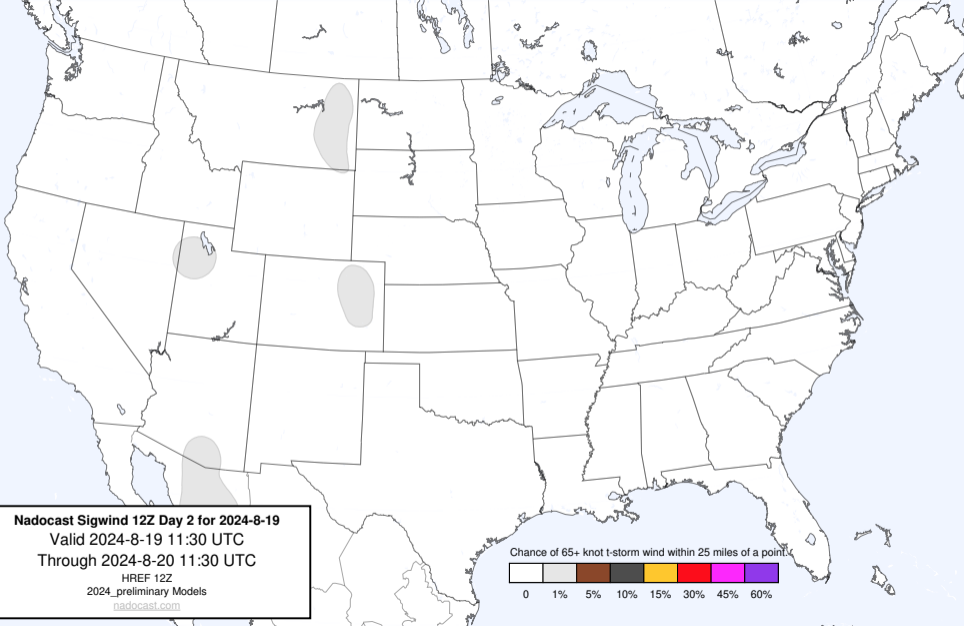 Nadocast Sigwind 12Z Day 2 for 2024-8-19
Valid 2024-8-19 11:30 UTC
Through 2024-8-20 11:30 UTC
HREF 12Z
2024_preliminary Models
nadocast.com
Chance of 65+ knot t-storm wind within 25 miles of a point.
0 1% 5% 10% 15% 30% 45% 60%